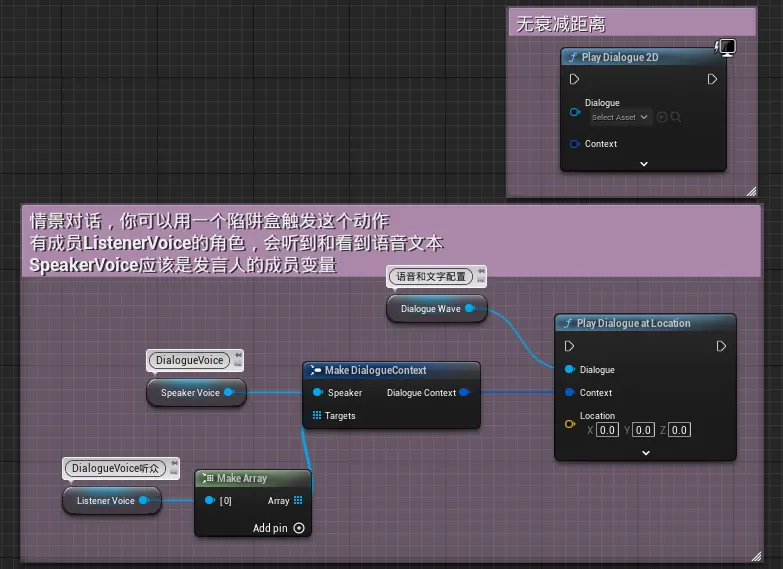 无衰减距离
Play Dialogue 2D
Dialogue
Select Asset
Context
情景对话，你可以用一个陷阱盒触发这个动作
有成员ListenerVoice的角色，会听到和看到语音文本
SpeakerVoice应该是发言人的成员变量
语音和文字配置
Dialogue Wave
Play Dialogue at Location
Dialogue
Context
Location
X 0.0 Y 0.0 Z 0.0
DialogueVoice
Speaker Voice
Make DialogueContext
Speaker Dialogue Context
Targets
DialogueVoice听众
Listener Voice
Make Array
[0] Array
Add pin